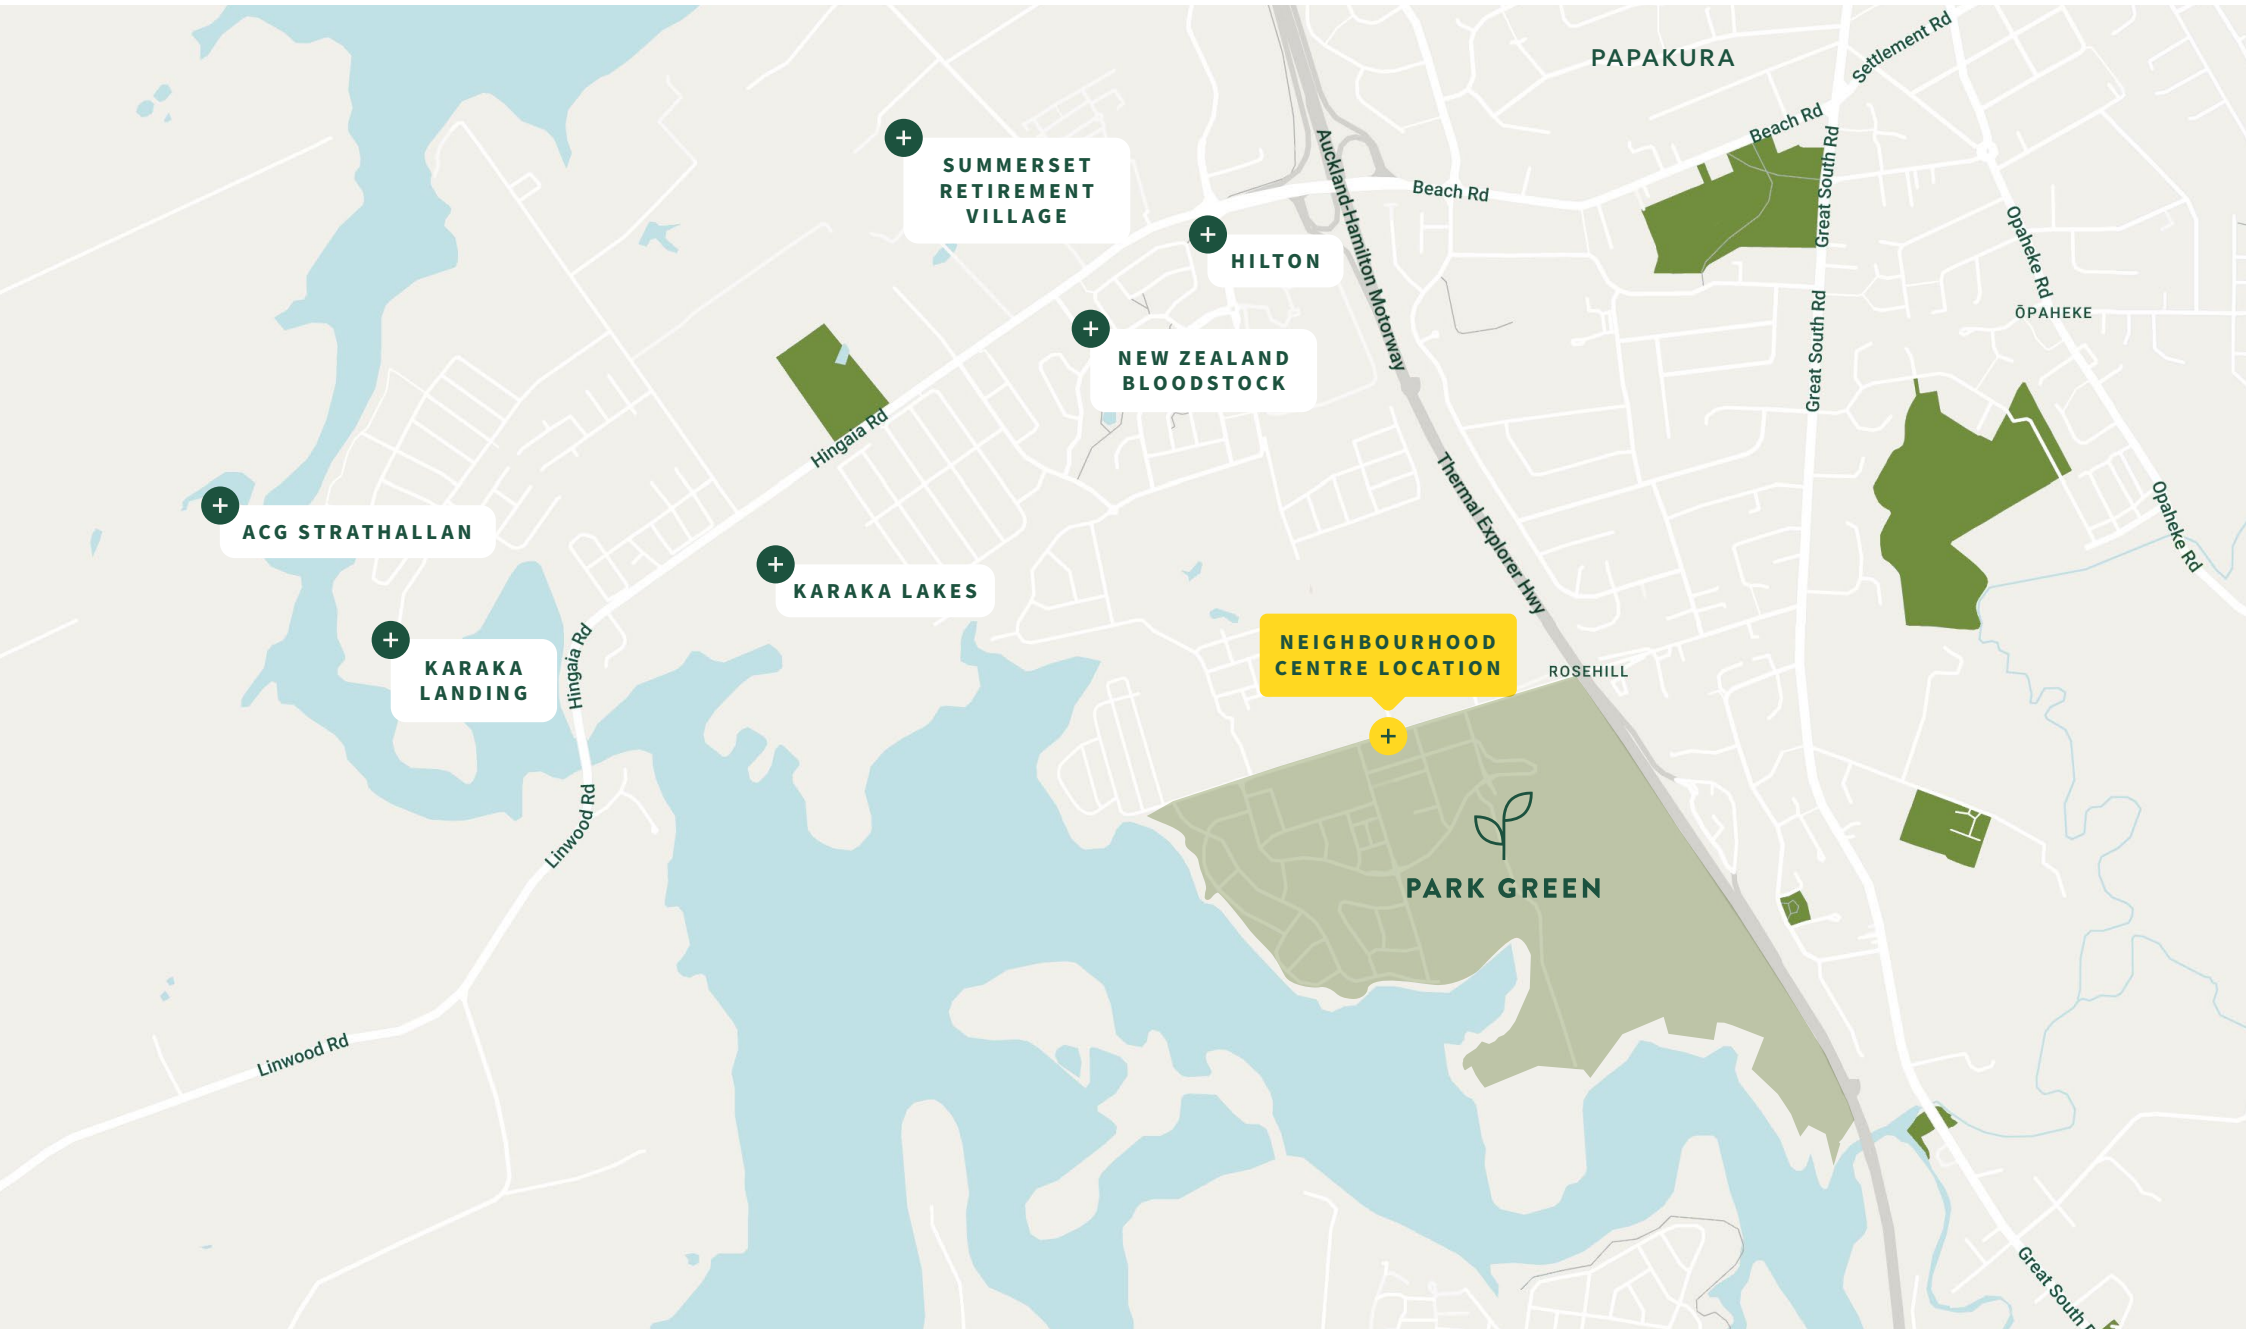 Settlement Rd
PAPAKURA
Beach Rd
SUMMERSET
RETIREMENT
VILLAGE
Auckland-Hamilton Motorway
Beach Rd
Great South Rd
HILTON
Opaheke Rd
ŌPAHEKE
NEW ZEALAND
BLOODSTOCK
Great South Rd
Hingaia Rd
ACG STRATHALLAN
Thermal Explorer Hwy
Opaheke Rd
KARAKA LAKES
KARAKA
LANDING
Hingaia Rd
NEIGHBOURHOOD
CENTRE LOCATION
ROSEHILL
Linwood Rd
PARK GREEN
Linwood Rd
Great South